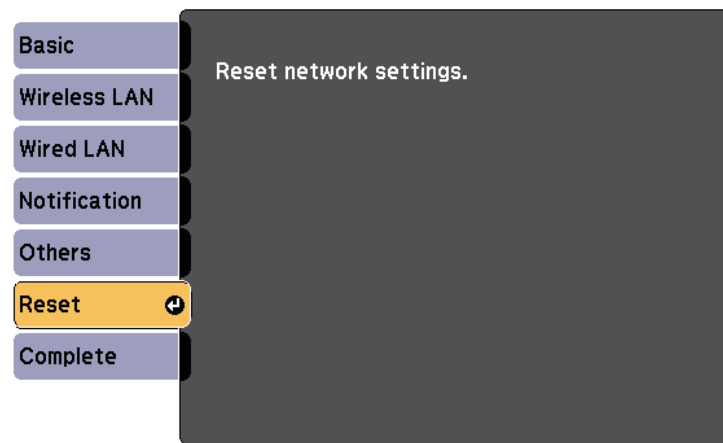 Basic
Wireless LAN
Wired LAN
Notification
Others
Reset
Complete
Reset network settings.